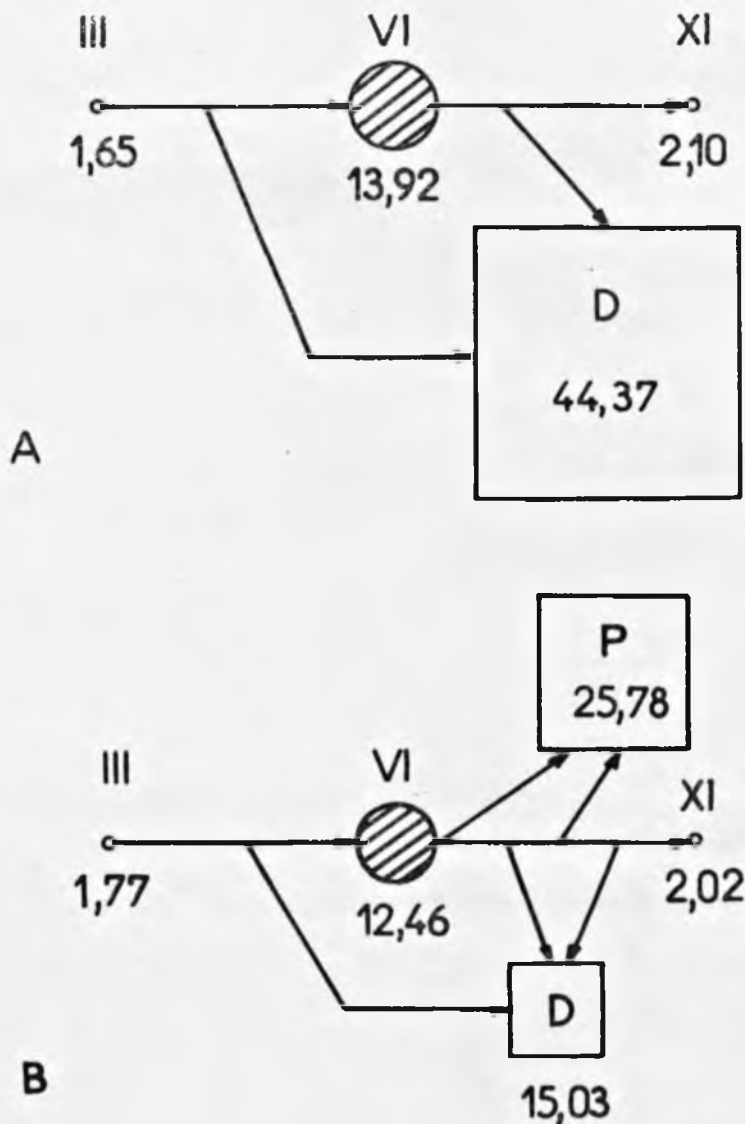 III VI XI
1,65 13,92 2,10
D
44,37
A
P
25,78
III VI XI
1,77 12,46 2,02
D
B
15,03